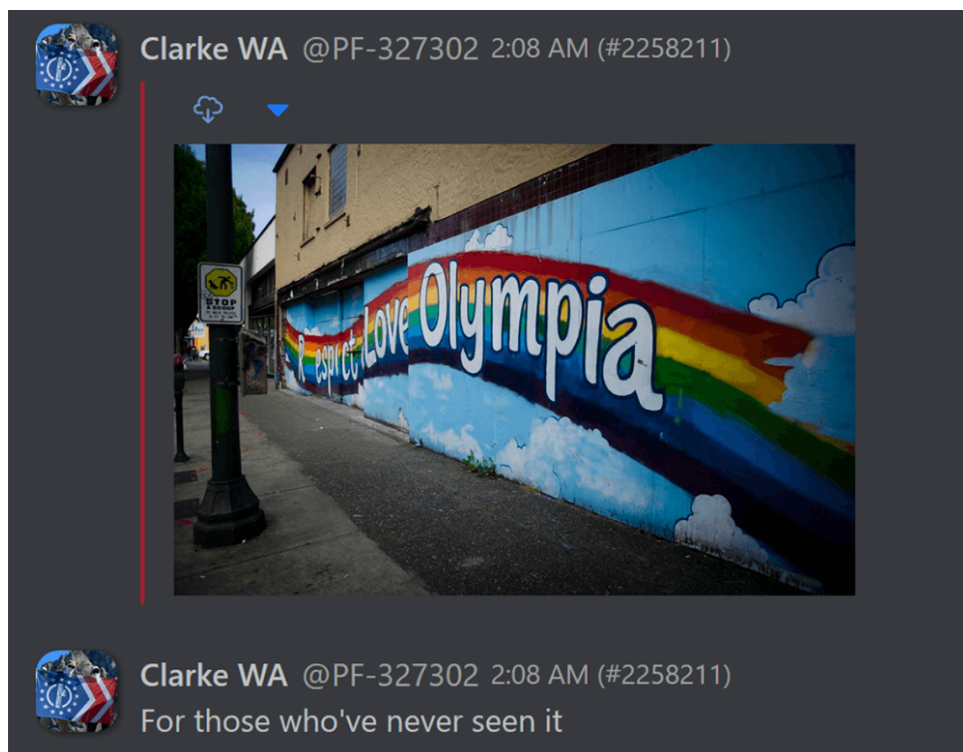 Clarke WA @PF-327302 2:08 AM (#2258211)
STOP
& SCOOP
Respect Love Olympia
Clarke WA @PF-327302 2:08 AM (#2258211)
For those who've never seen it